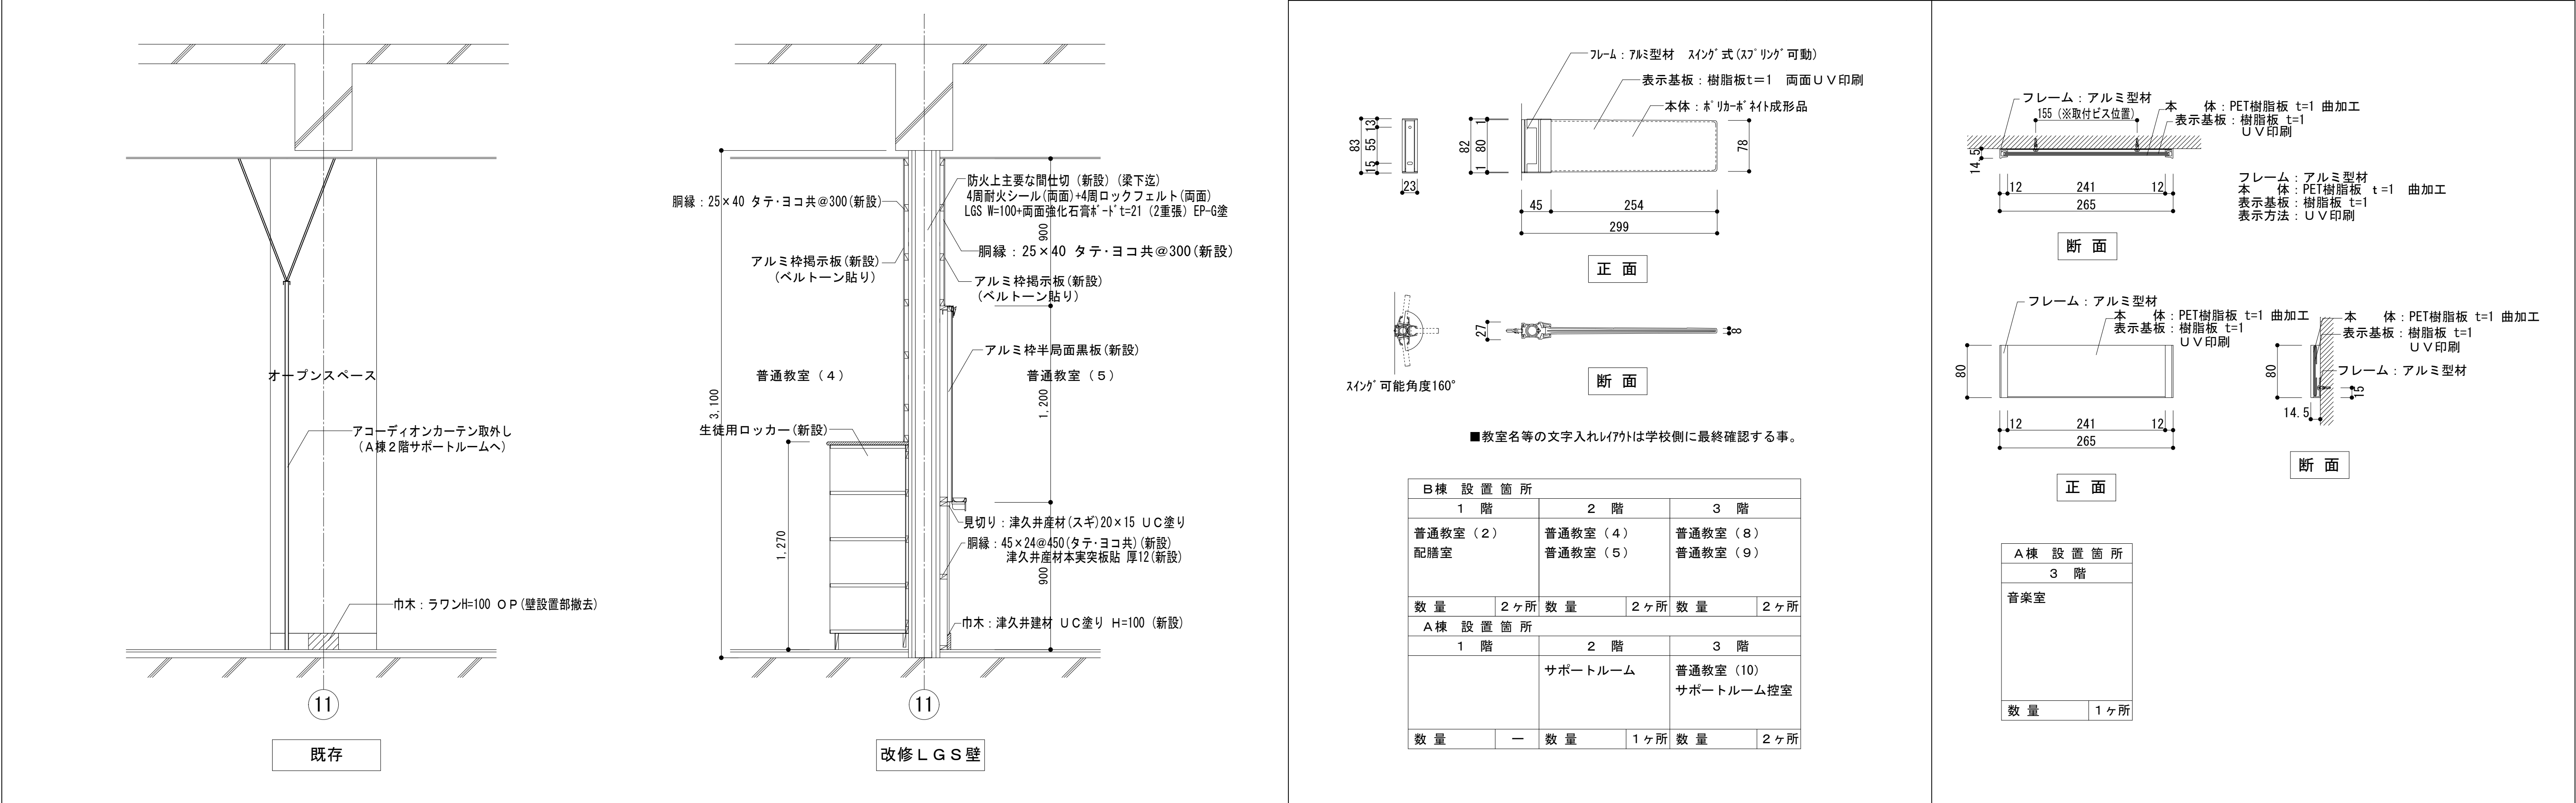 オープンスペース
アコーディオンカーテン取外し
（A棟２階サポートルームへ）
巾木：ラワンH=100 ＯＰ(壁設置部撤去)
11
既存
3.100
1.270
胴縁：25×40 タテ･ヨコ共@300(新設)
アルミ枠掲示板(新設)
(ベルトーン貼り)
普通教室（４）
生徒用ロッカー(新設)
防火上主要な間仕切（新設）(梁下迄)
4周耐火シール(両面)+4周ロックフェルト(両面)
LGS W=100+両面強化石膏ﾎﾞｰﾄﾞt=21（2重張）EP-G塗
900
胴縁：25×40 タテ･ヨコ共@300(新設)
アルミ枠掲示板(新設)
(ベルトーン貼り)
アルミ枠半局面黒板(新設)
普通教室（５）
1.200
見切り：津久井産材(スギ)20×15 ＵＣ塗り
胴縁：45×24@450(タテ･ヨコ共)(新設)
津久井産材本実突板貼 厚12(新設)
900
巾木：津久井建材 ＵＣ塗り Ｈ=100（新設）
11
改修ＬＧＳ壁
ﾌﾚｰﾑ：ｱﾙﾐ型材　ｽｲﾝｸﾞ式(ｽﾌﾟﾘﾝｸﾞ可動)
表示基板：樹脂板t＝1　両面ＵＶ印刷
本体：ﾎﾟﾘｶｰﾎﾞﾈｲﾄ成形品
83
15 55 13
23
82
1 80 1
78
45
254
299
正 面
27
8
ｽｲﾝｸﾞ可能角度160°
断 面
■教室名等の文字入れﾚｲｱｳﾄは学校側に最終確認する事。
Ｂ棟 設置箇所
１ 階 ２ 階 ３ 階
普通教室（２） 普通教室（４） 普通教室（８）
配膳室 普通教室（５） 普通教室（９）
数 量 ２ヶ所 数 量 ２ヶ所 数 量 ２ヶ所
Ａ棟 設置箇所
１ 階 ２ 階 ３ 階
サポートルーム 普通教室（10）
サポートルーム控室
数 量 － 数 量 １ヶ所 数 量 ２ヶ所
フレーム：アルミ型材
155（※取付ビス位置）
本　　体：PET樹脂板 t=1 曲加工
表示基板：樹脂板 t=1
ＵＶ印刷
14.5
12 241 12
265
フレーム：アルミ型材
本　　体：PET樹脂板 t=1 曲加工
表示基板：樹脂板 t=1
表示方法：ＵＶ印刷
断 面
フレーム：アルミ型材
本　　体：PET樹脂板 t=1 曲加工
表示基板：樹脂板 t=1
ＵＶ印刷
80
12 241 12
265
正 面
本　　体：PET樹脂板 t=1 曲加工
表示基板：樹脂板 t=1
ＵＶ印刷
フレーム：アルミ型材
80
15
14.5
断 面
Ａ棟 設置箇所
３ 階
音楽室
数 量 １ヶ所